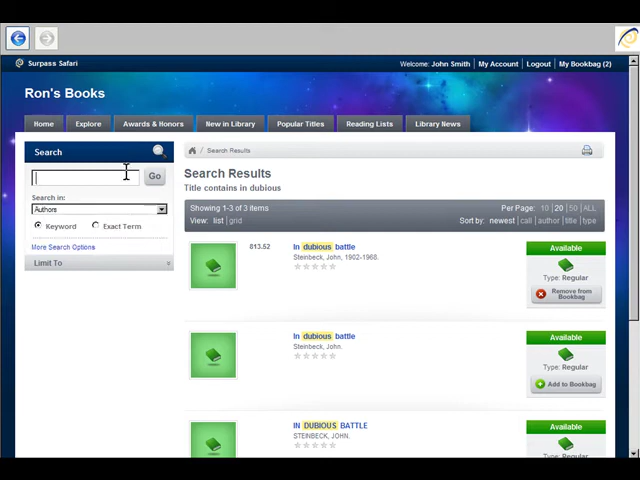 Surpass Safari
Welcome: John Smith | My Account | Logout | My Bookbag (2)
Ron's Books
Home Explore Awards & Honors New in Library Popular Titles Reading Lists Library News
Search
Go
Search in:
Authors
Keyword Exact Term
More Search Options
Limit To
Search Results
Search Results
Title contains in dubious
Showing 1-3 of 3 items
Per Page: 10 | 20 | 50 | ALL
View: list | grid
Sort by: newest | call | author | title | type
813.52
In dubious battle
Steinbeck, John, 1902-1968.
Available
Type: Regular
Remove from
Bookbag
In dubious battle
Steinbeck, John.
Available
Type: Regular
Add to Bookbag
IN DUBIOUS BATTLE
STEINBECK, JOHN.
Available
Type: Regular